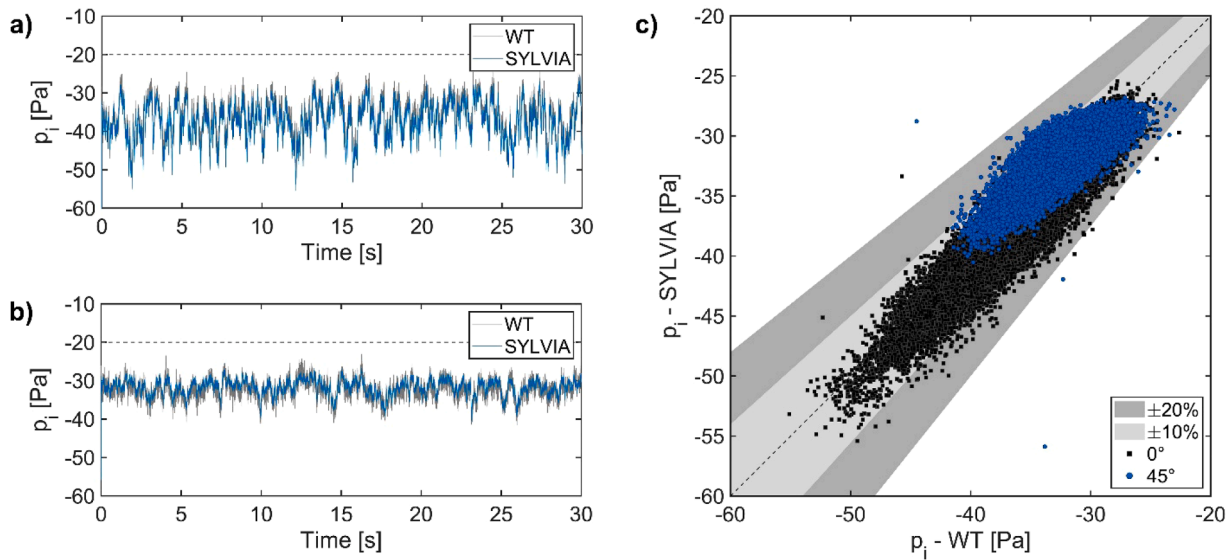 a)
-10
-20
-30
-40
-50
-60
p_i [Pa]
WT
SYLVIA
0 5 10 15 20 25 30
Time [s]
b)
-10
-20
-30
-40
-50
-60
p_i [Pa]
WT
SYLVIA
0 5 10 15 20 25 30
Time [s]
c)
-20
-25
-30
-35
-40
-45
-50
-55
-60
p_i - SYLVIA [Pa]
±20%
±10%
0°
45°
-60 -50 -40 -30 -20
p_i - WT [Pa]